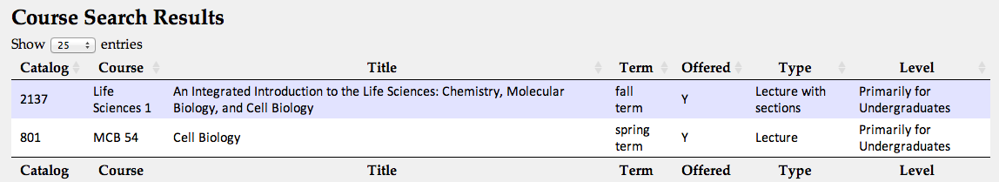 Course Search Results
Show 25 entries
Catalog Course Title Term Offered Type Level
2137 Life Sciences 1 An Integrated Introduction to the Life Sciences: Chemistry, Molecular Biology, and Cell Biology fall term Y Lecture with sections Primarily for Undergraduates
801 MCB 54 Cell Biology spring term Y Lecture Primarily for Undergraduates
Catalog Course Title Term Offered Type Level